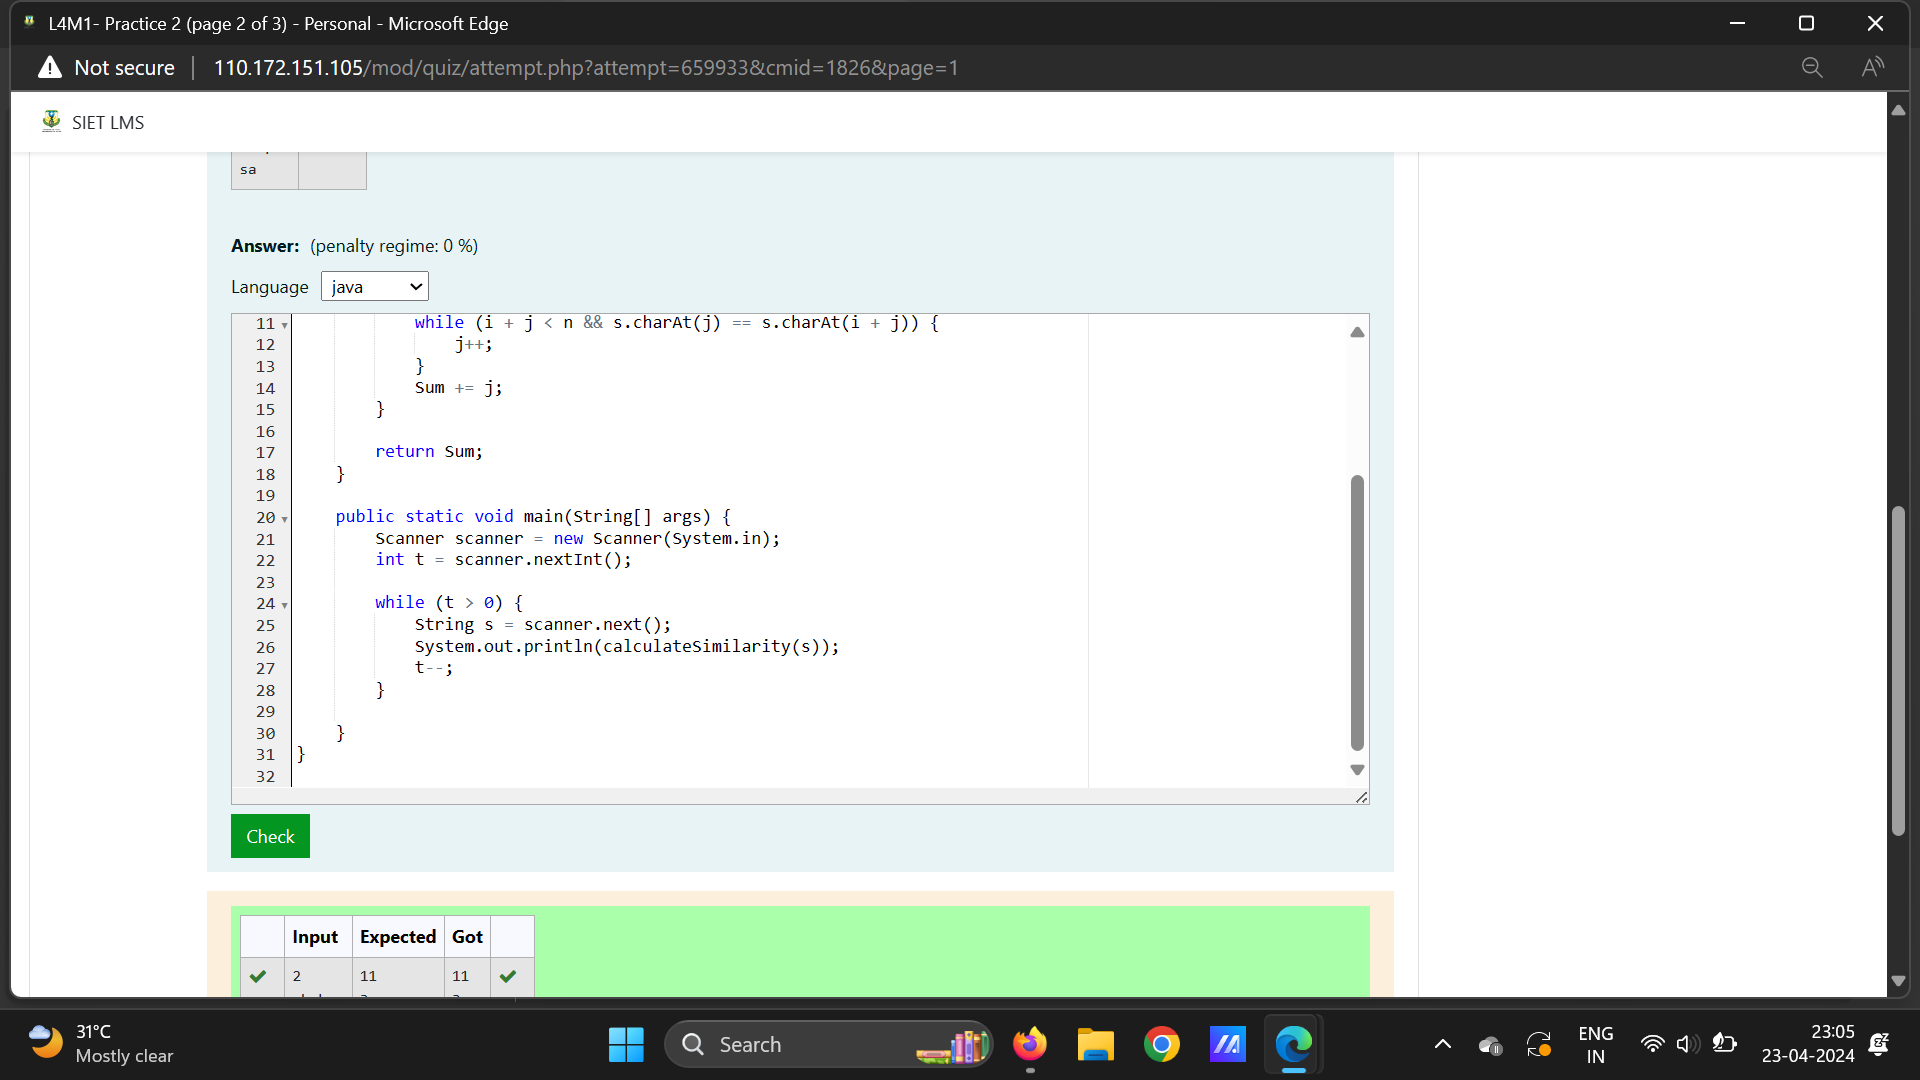 L4M1- Practice 2 (page 2 of 3) - Personal - Microsoft Edge
Not secure | 110.172.151.105/mod/quiz/attempt.php?attempt=659933&cmid=1826&page=1
SIET LMS
sa
Answer: (penalty regime: 0 %)
Language java
11 while (i + j < n && s.charAt(j) == s.charAt(i + j)) {
12 j++;
13 }
14 Sum += j;
15 }
16
17 return Sum;
18 }
19
20 public static void main(String[] args) {
21 Scanner scanner = new Scanner(System.in);
22 int t = scanner.nextInt();
23
24 while (t > 0) {
25 String s = scanner.next();
26 System.out.println(calculateSimilarity(s));
27 t--;
28 }
29
30 }
31 }
32
Check
Input Expected Got
2 11 11
31°C
Mostly clear
Search
ENG
IN
23:05
23-04-2024